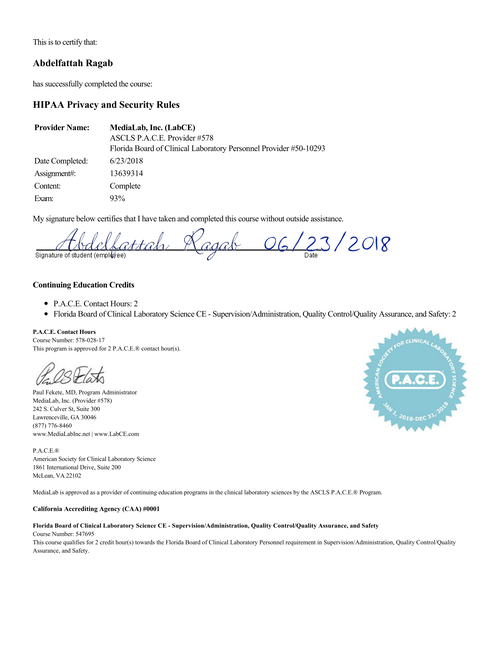 This is to certify that:
Abdelfattah Ragab
has successfully completed the course:
HIPAA Privacy and Security Rules
Provider Name: MediaLab, Inc. (LabCE)
ASCLS P.A.C.E. Provider #578
Florida Board of Clinical Laboratory Personnel Provider #50-10293
Date Completed: 6/23/2018
Assignment#: 13639314
Content: Complete
Exam: 93%
My signature below certifies that I have taken and completed this course without outside assistance.
Abdelfattah Ragab 06/23/2018
Signature of student (employee) Date
Continuing Education Credits
• P.A.C.E. Contact Hours: 2
• Florida Board of Clinical Laboratory Science CE - Supervision/Administration, Quality Control/Quality Assurance, and Safety: 2
P.A.C.E. Contact Hours
Course Number: 578-028-17
This program is approved for 2 P.A.C.E.® contact hour(s).
AMERICAN SOCIETY FOR CLINICAL LABORATORY SCIENCE
P.A.C.E.
JAN 1, 2018-DEC 31, 2018
Paul Fekete, MD, Program Administrator
MediaLab, Inc. (Provider #578)
242 S. Culver St, Suite 300
Lawrenceville, GA 30046
(877) 776-8460
www.MediaLabInc.net | www.LabCE.com
P.A.C.E.®
American Society for Clinical Laboratory Science
1861 International Drive, Suite 200
McLean, VA 22102
MediaLab is approved as a provider of continuing education programs in the clinical laboratory sciences by the ASCLS P.A.C.E.® Program.
California Accrediting Agency (CAA) #0001
Florida Board of Clinical Laboratory Science CE - Supervision/Administration, Quality Control/Quality Assurance, and Safety
Course Number: 547695
This course qualifies for 2 credit hour(s) towards the Florida Board of Clinical Laboratory Personnel requirement in Supervision/Administration, Quality Control/Quality
Assurance, and Safety.